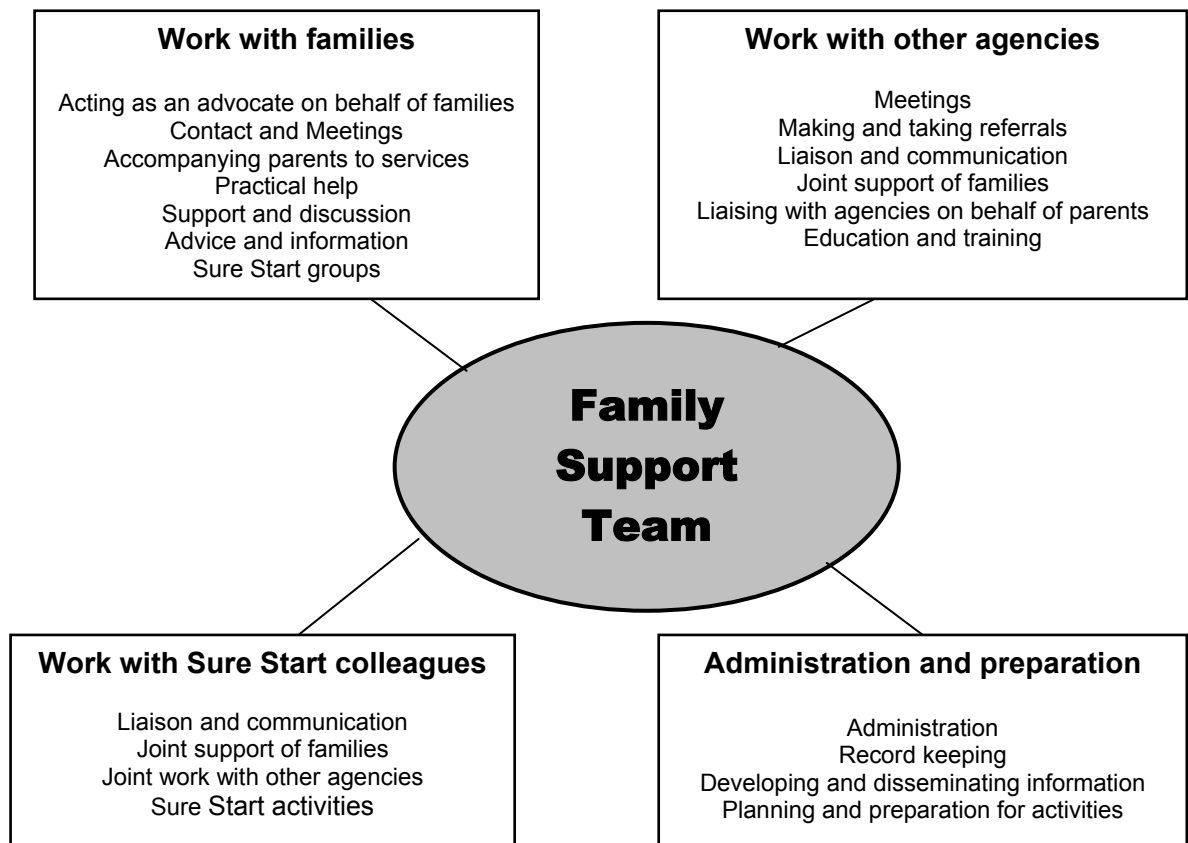 Work with families
Acting as an advocate on behalf of families
Contact and Meetings
Accompanying parents to services
Practical help
Support and discussion
Advice and information
Sure Start groups
Work with other agencies
Meetings
Making and taking referrals
Liaison and communication
Joint support of families
Liaising with agencies on behalf of parents
Education and training
Family
Support
Team
Work with Sure Start colleagues
Liaison and communication
Joint support of families
Joint work with other agencies
Sure Start activities
Administration and preparation
Administration
Record keeping
Developing and disseminating information
Planning and preparation for activities